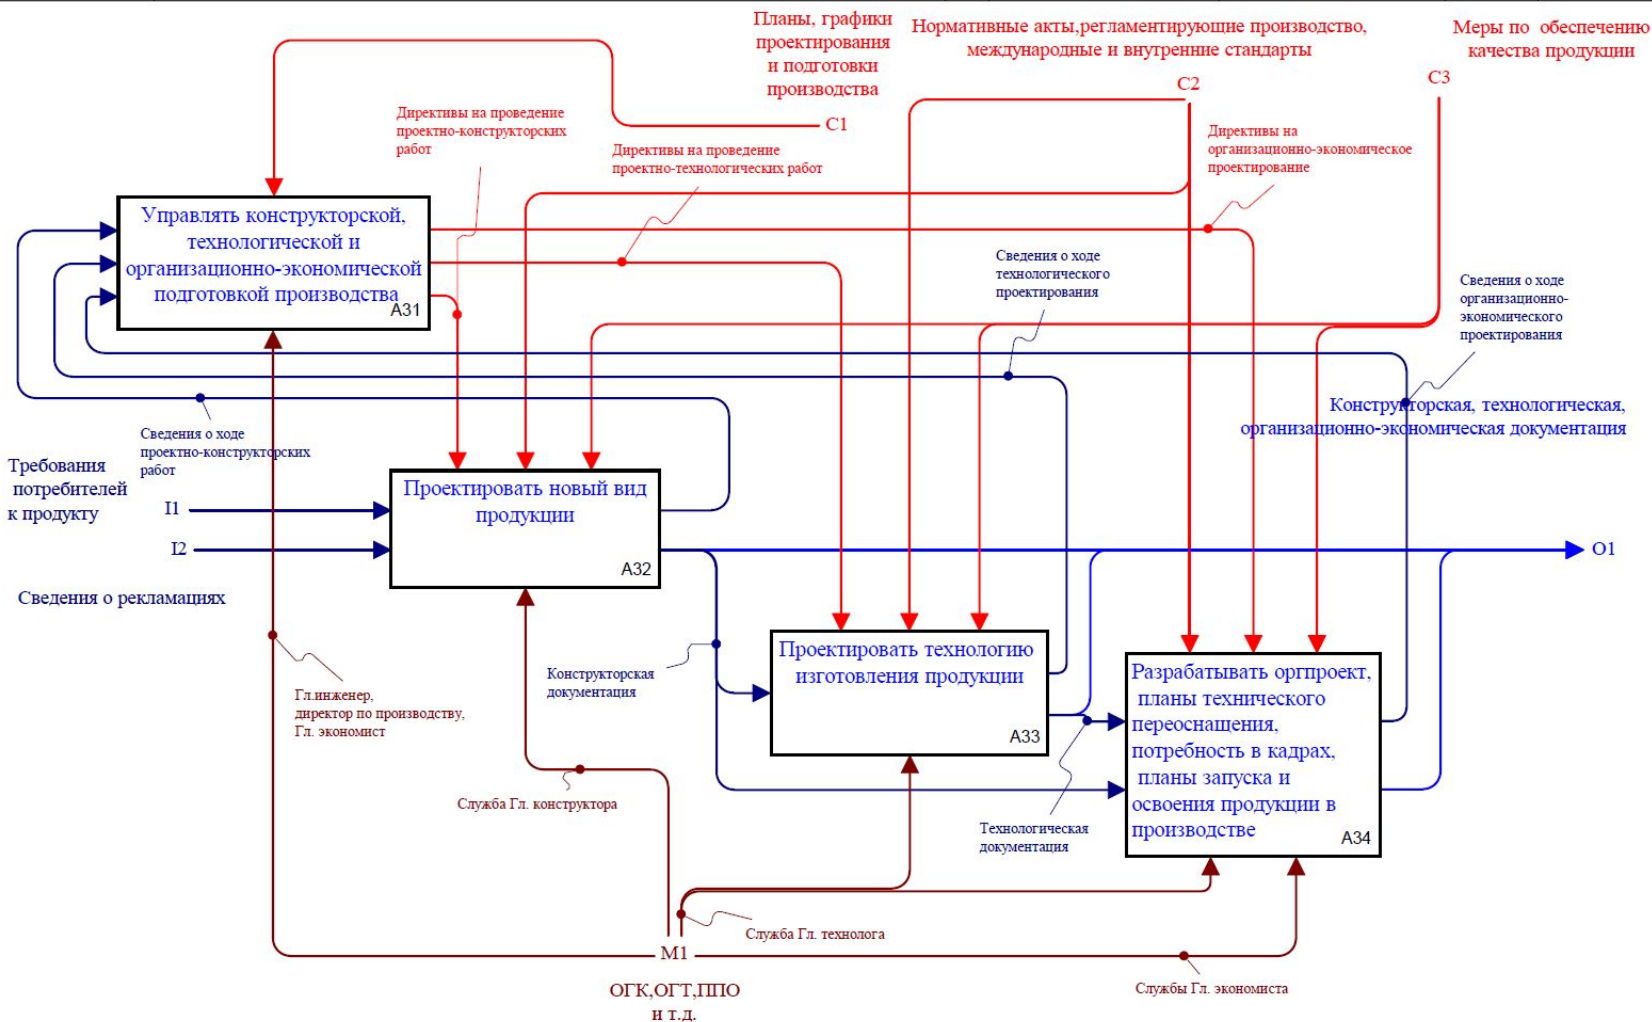 Планы, графики
проектирования
и подготовки
производства
C1
Нормативные акты,регламентирующие производство,
международные и внутренние стандарты
C2
Меры по обеспечению
качества продукции
C3
Директивы на проведение
проектно-конструкторских
работ
Директивы на проведение
проектно-технологических работ
Директивы на
организационно-экономическое
проектирование
Управлять конструкторской,
технологической и
организационно-экономической
подготовкой производства
A31
Сведения о ходе
технологического
проектирования
Сведения о ходе
организационно-
экономического
проектирования
Конструкторская, технологическая,
организационно-экономическая документация
Сведения о ходе
проектно-конструкторских
работ
Требования
потребителей
к продукту
I1
I2
Сведения о рекламациях
Проектировать новый вид
продукции
A32
O1
Конструкторская
документация
Проектировать технологию
изготовления продукции
A33
Разрабатывать оргпроект,
планы технического
переоснащения,
потребность в кадрах,
планы запуска и
освоения продукции в
производстве
A34
Гл.инженер,
директор по производству,
Гл. экономист
Служба Гл. конструктора
Технологическая
документация
Служба Гл. технолога
M1
ОГК,ОГТ,ППО
и т.д.
Службы Гл. экономиста